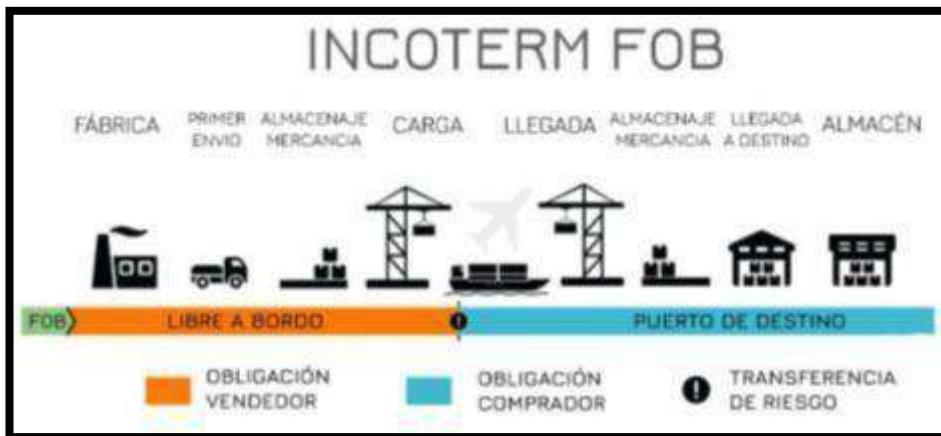 INCOTERM FOB
FÁBRICA
PRIMER
ENVIO
ALMACENAJE
MERCANCIA
CARGA
LLEGADA
ALMACENAJE
MERCANCIA
LLEGADA
A DESTINO
ALMACÉN
FOB
LIBRE A BORDO
PUERTO DE DESTINO
OBLIGACIÓN
VENDEDOR
OBLIGACIÓN
COMPRADOR
TRANSFERENCIA
DE RIESGO